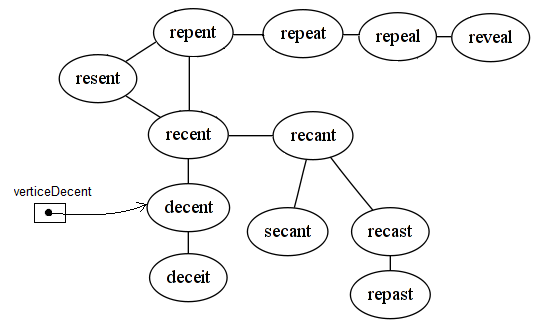 repent
repeat
repeal
reveal
resent
recent
recant
verticeDecent
decent
secant
recast
deceit
repast